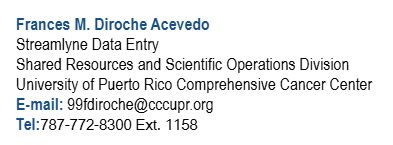 Frances M. Diroche Acevedo
Streamlyne Data Entry
Shared Resources and Scientific Operations Division
University of Puerto Rico Comprehensive Cancer Center
E-mail: 99fdiroche@cccupr.org
Tel:787-772-8300 Ext. 1158